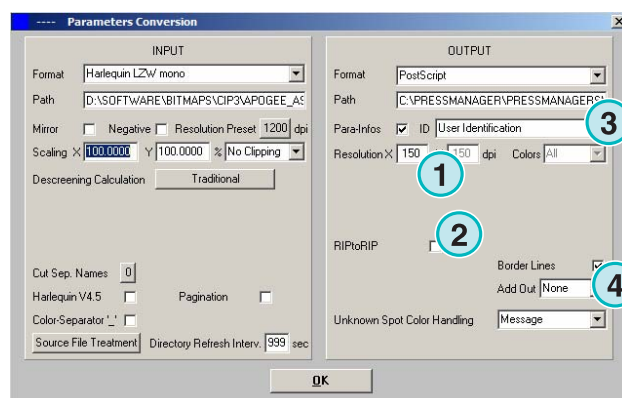 ---- Parameters Conversion
INPUT
Format Harlequin LZW mono
Path D:\SOFTWARE\BITMAPS\CIP3\APOGEE_AS
Mirror Negative Resolution Preset 1200 dpi
Scaling X 100.0000 Y 100.0000 % No Clipping
Descreening Calculation Traditional
Cut Sep. Names 0
Harlequin V4.5 Pagination
Color-Separator '_'
Source File Treatment Directory Refresh Interv. 999 sec
OUTPUT
Format PostScript
Path C:\PRESSMANAGER\PRESSMANAGERS\
Para-Infos ID User Identification 3
Resolution X 150 150 dpi Colors All
1
RIPtoRIP 2
Border Lines
Add Out None 4
Unknown Spot Color Handling Message
OK